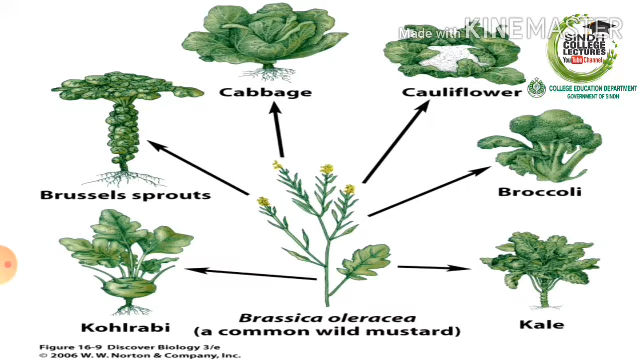 Made with KINEMASTER
SINDH
COLLEGE
LECTURES
YouTube Channel
COLLEGE EDUCATION DEPARTMENT
GOVERNMENT OF SINDH
Cabbage
Cauliflower
Brussels sprouts
Broccoli
Kohlrabi
Brassica oleracea
(a common wild mustard)
Kale
Figure 16-9 Discover Biology 3/e
© 2006 W. W. Norton & Company, Inc.